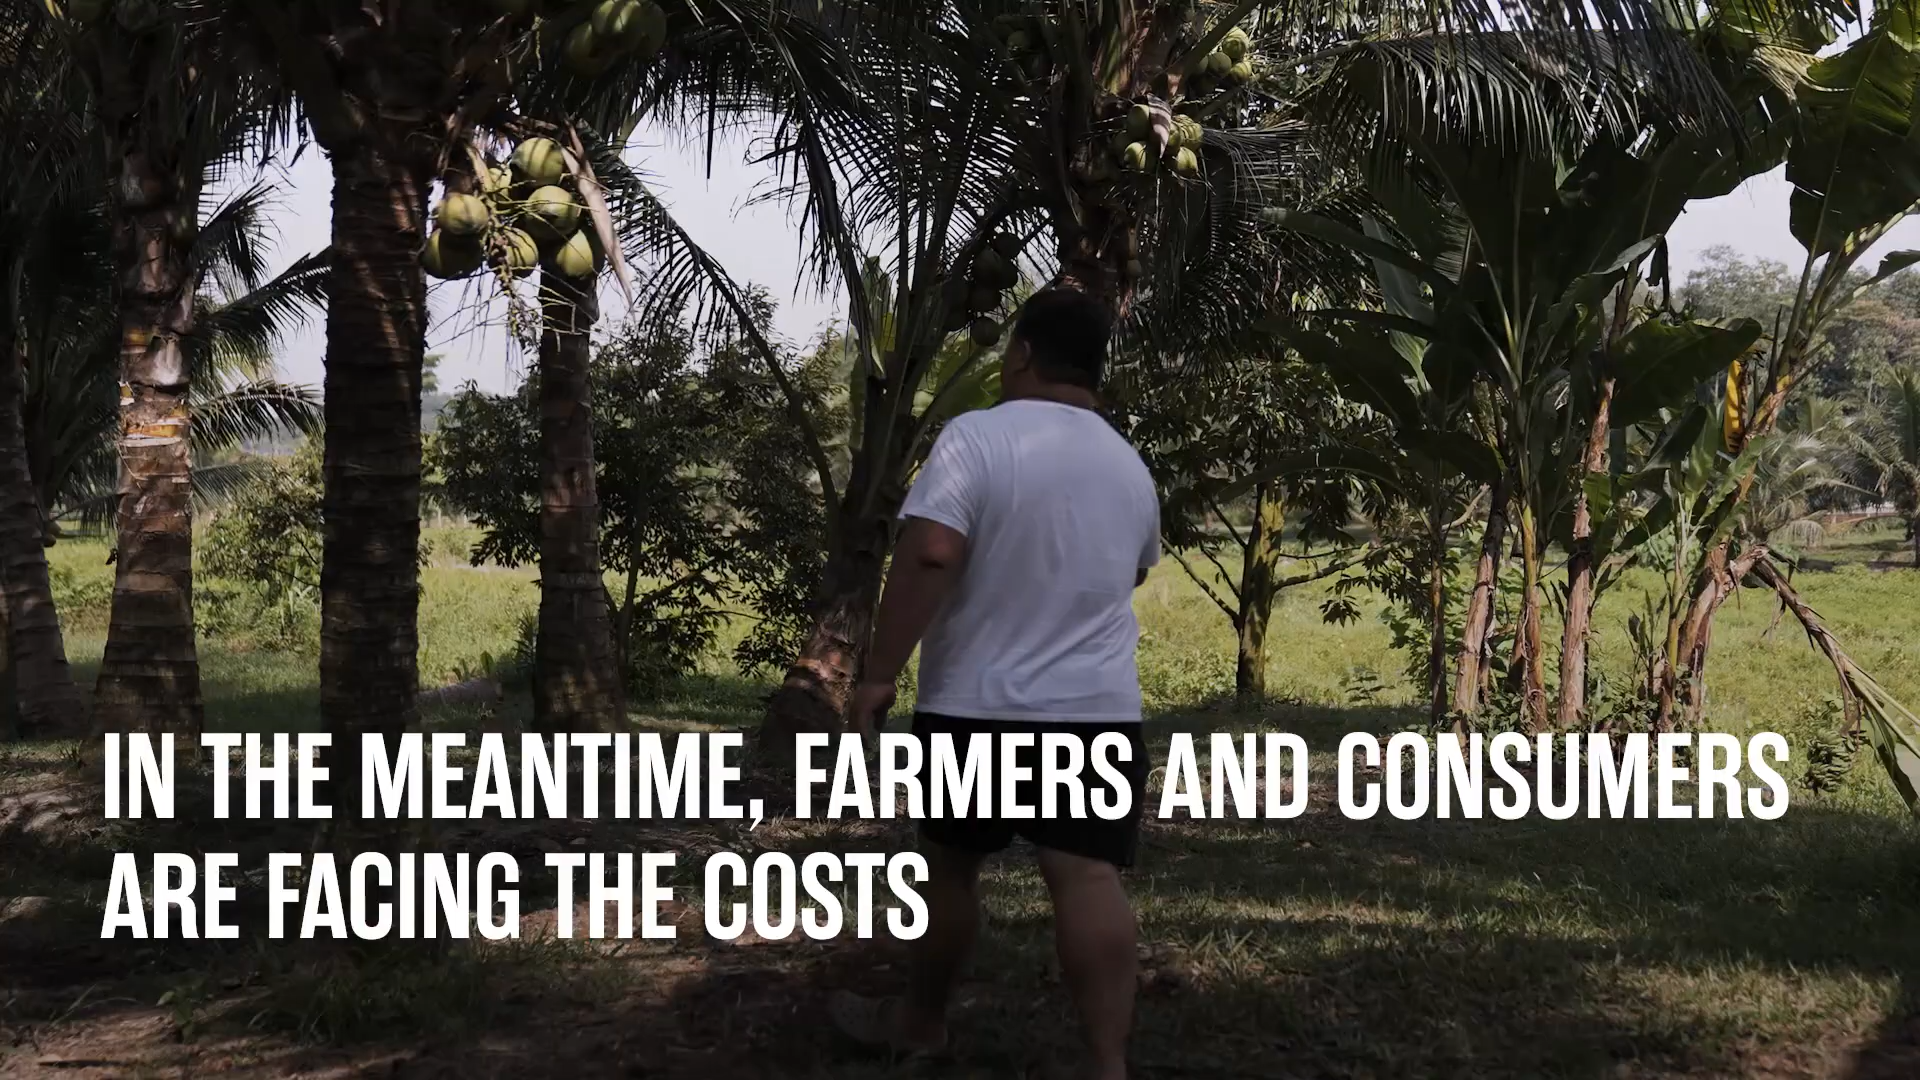 IN THE MEANTIME, FARMERS AND CONSUMERS
ARE FACING THE COSTS